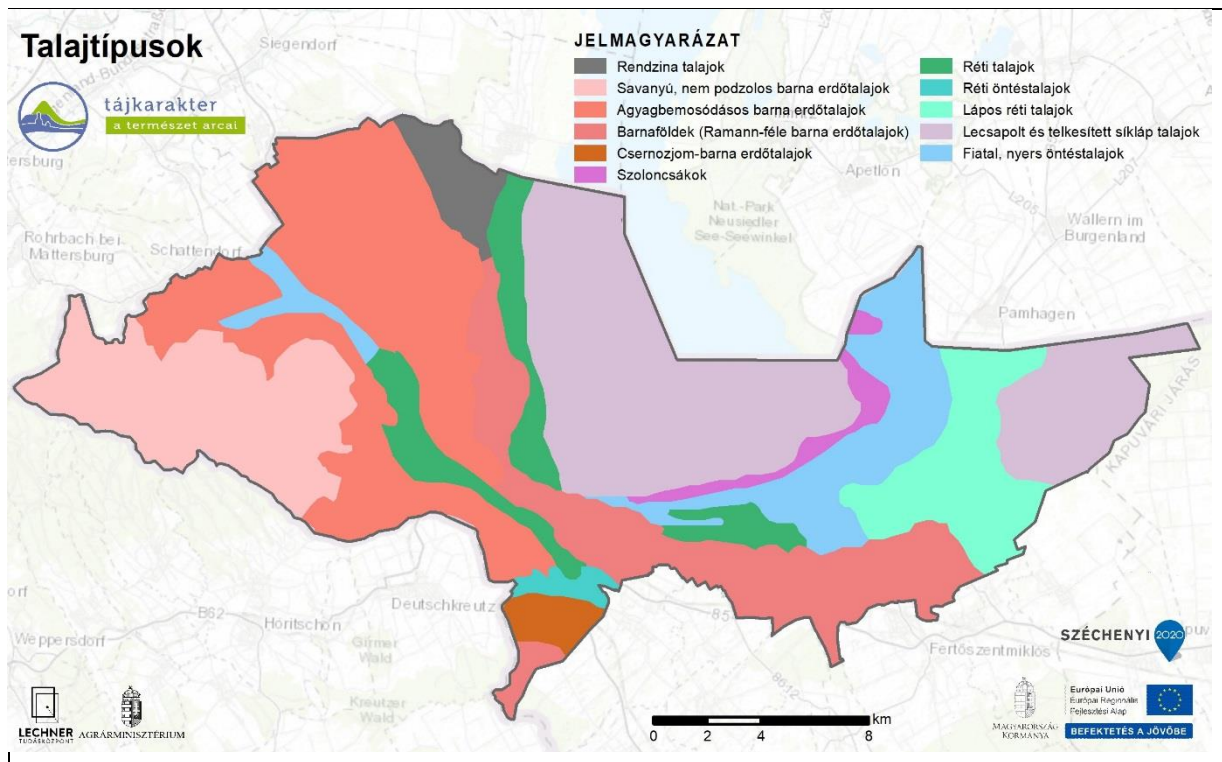 Talajtípusok
tájkarakter
a természet arcai
JELMAGYARÁZAT
Rendzina talajok
Savanyú, nem podzolos barna erdőtalajok
Agyagbemosódásos barna erdőtalajok
Barnaföldek (Ramann-féle barna erdőtalajok)
Csernozjom-barna erdőtalajok
Szoloncsákok
Réti talajok
Réti öntéstalajok
Lápos réti talajok
Lecsapolt és telkesített síkláp talajok
Fiatal, nyers öntéstalajok
Siegendorf
Apetlon
L205
Nat.-Park
Neusiedler
See-Seewinkel
Wallern im
Burgenland
Rohrbach bei
Mattersburg
Schattendorf
Pamhagen
KAPUVÁRI JÁRÁS
Deutschkreutz
B62
Horitschon
Weppersdorf
Girmer
Wald
Kreutzer
Wald
85
8612
Fertőszentmiklós
SZÉCHENYI 2020
LECHNER
TUDÁSKÖZPONT
AGRÁRMINISZTÉRIUM
km
0 2 4 8
MAGYARORSZÁG
KORMÁNYA
Európai Unió
Európai Regionális
Fejlesztési Alap
BEFEKTETÉS A JÖVŐBE